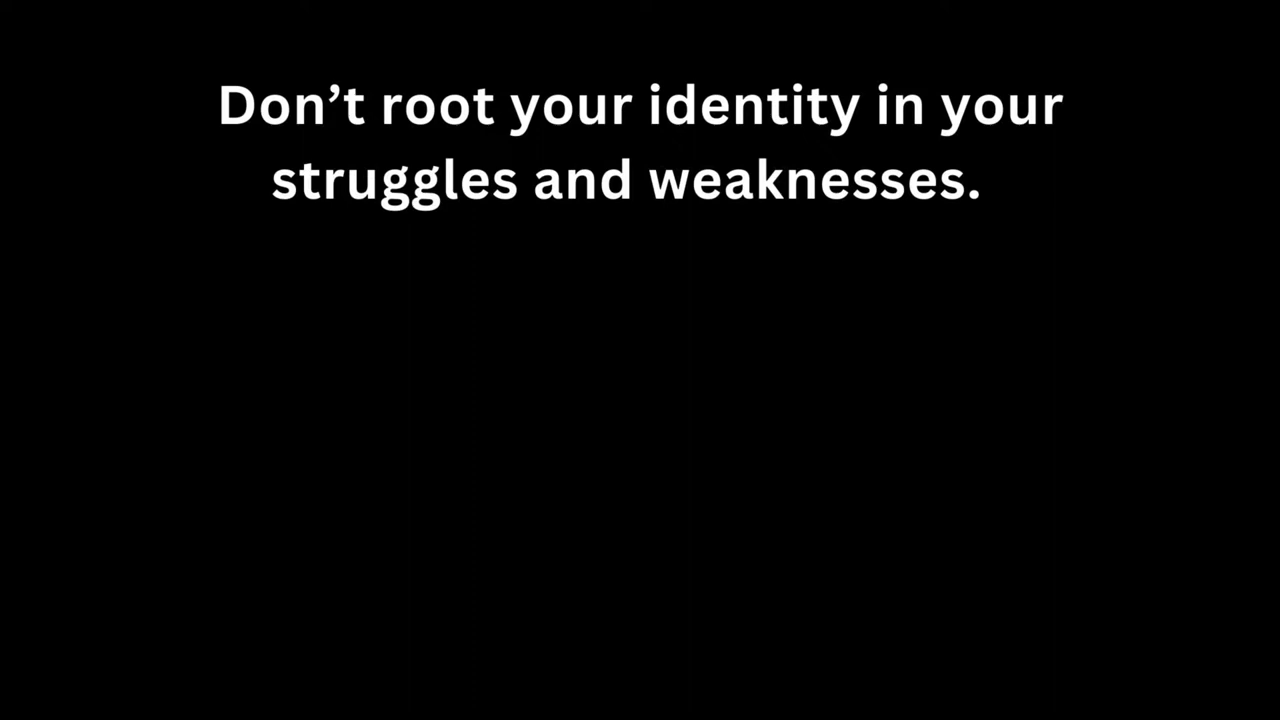 Don’t root your identity in your
struggles and weaknesses.